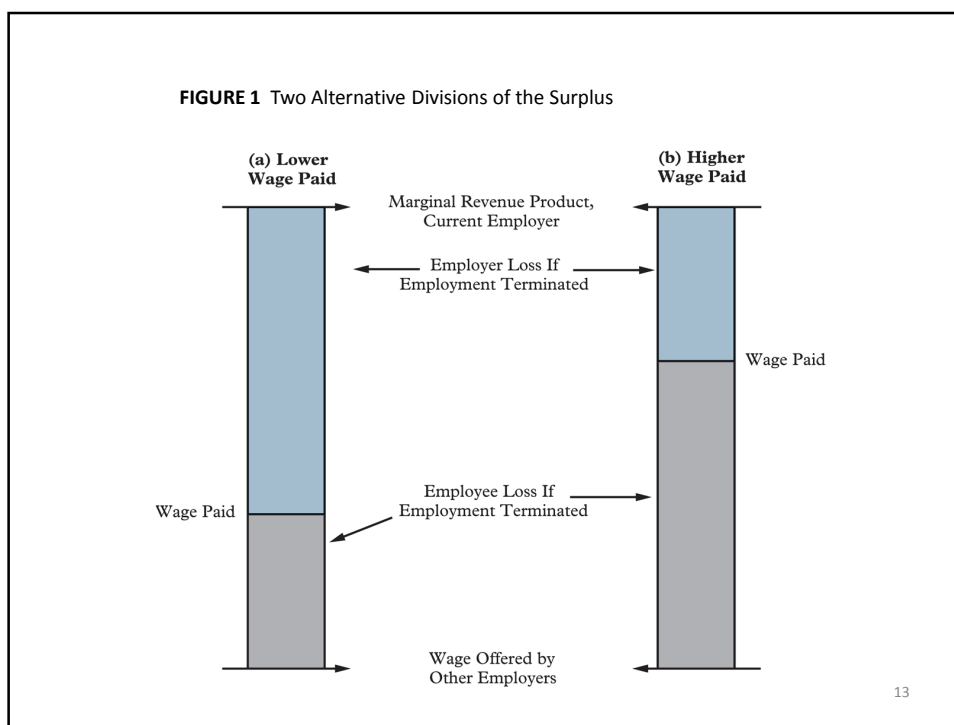 FIGURE 1 Two Alternative Divisions of the Surplus
(a) Lower
Wage Paid
(b) Higher
Wage Paid
Marginal Revenue Product,
Current Employer
Employer Loss If
Employment Terminated
Wage Paid
Employee Loss If
Employment Terminated
Wage Paid
Wage Offered by
Other Employers
13